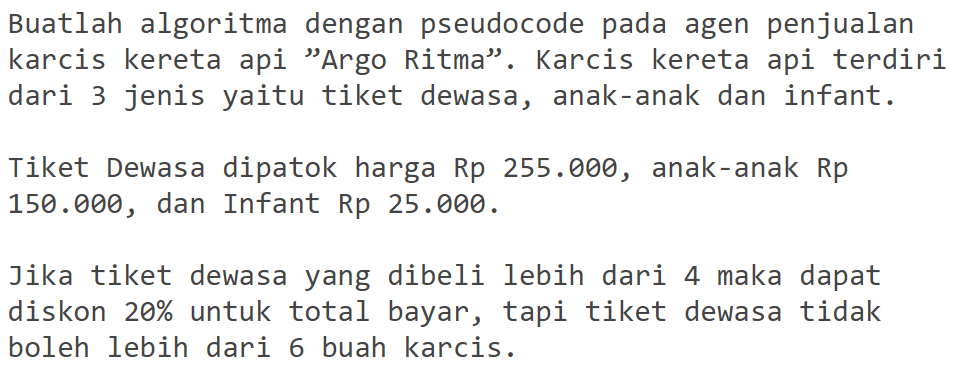 Buatlah algoritma dengan pseudocode pada agen penjualan
karcis kereta api ”Argo Ritma”. Karcis kereta api terdiri
dari 3 jenis yaitu tiket dewasa, anak-anak dan infant.
Tiket Dewasa dipatok harga Rp 255.000, anak-anak Rp
150.000, dan Infant Rp 25.000.
Jika tiket dewasa yang dibeli lebih dari 4 maka dapat
diskon 20% untuk total bayar, tapi tiket dewasa tidak
boleh lebih dari 6 buah karcis.